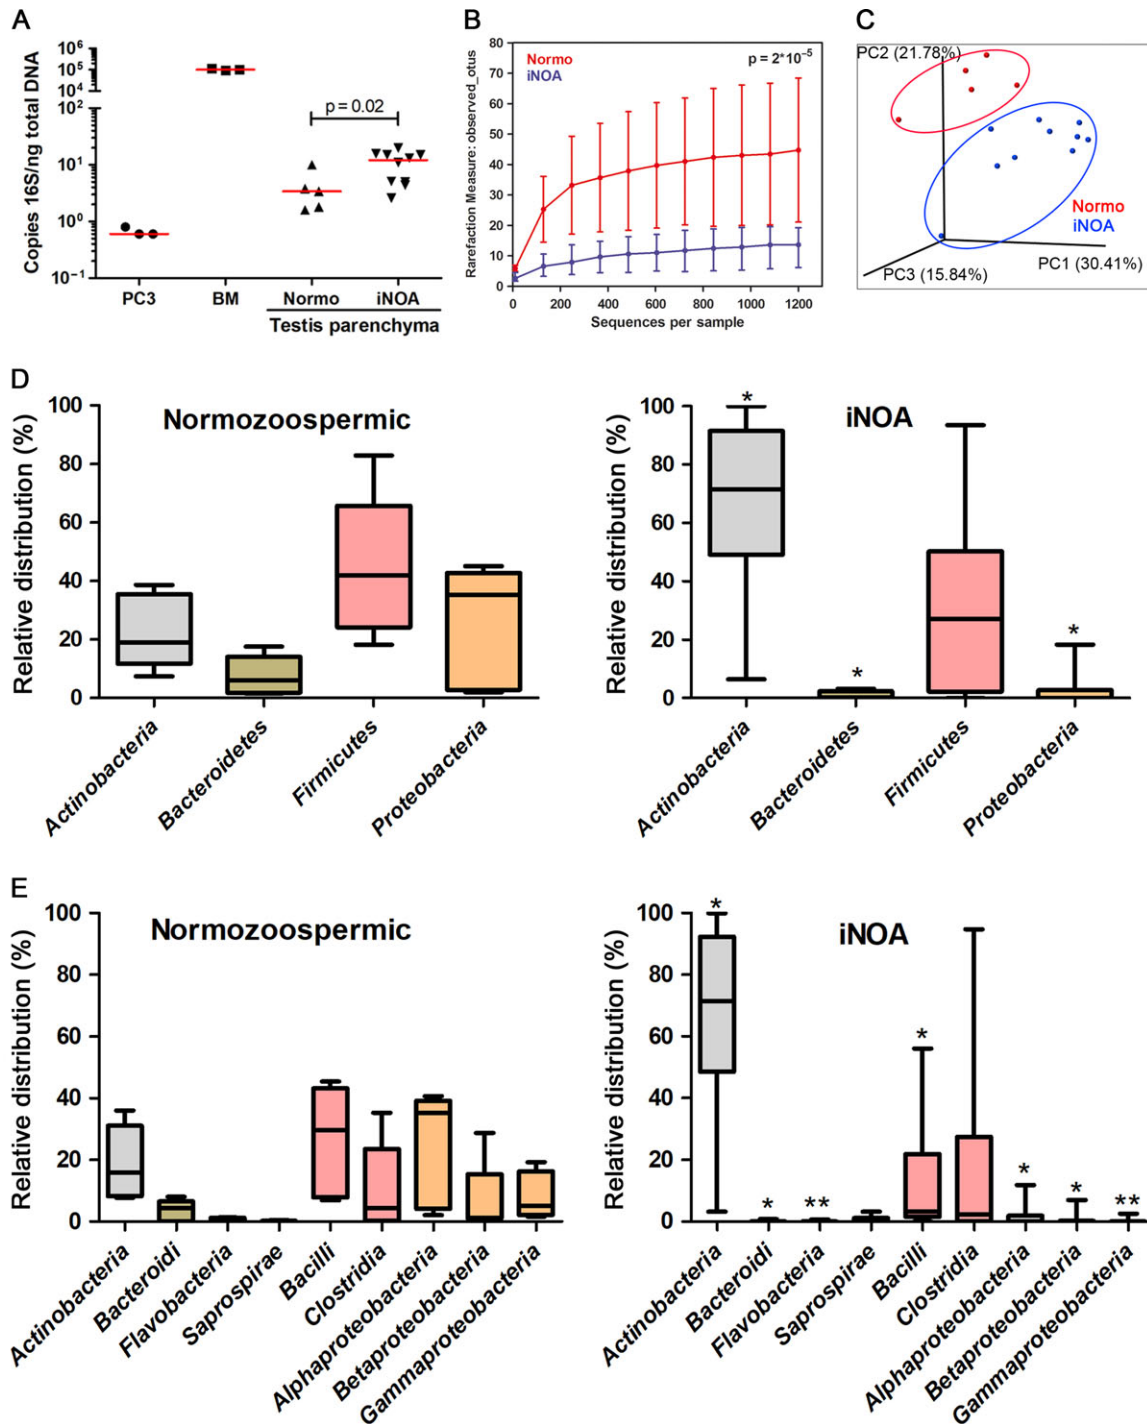 A
Copies 16S/ng total DNA
10⁶
10⁵
10⁴
10²
10¹
10⁰
10⁻¹
p = 0.02
PC3
BM
Normo
iNOA
Testis parenchyma
B
Rarefaction Measure: observed_otus
80
70
60
50
40
30
20
10
0
Normo
iNOA
p = 2*10⁻⁵
0
200
400
600
800
1000
1200
Sequences per sample
C
PC2 (21.78%)
Normo
iNOA
PC1 (30.41%)
PC3 (15.84%)
D
Relative distribution (%)
100
80
60
40
20
0
Normozoospermic
Actinobacteria
Bacteroidetes
Firmicutes
Proteobacteria
Relative distribution (%)
100
80
60
40
20
0
iNOA
*
*
*
Actinobacteria
Bacteroidetes
Firmicutes
Proteobacteria
E
Relative distribution (%)
100
80
60
40
20
0
Normozoospermic
Actinobacteria
Bacteroidi
Flavobacteria
Saprospirae
Bacilli
Clostridia
Alphaproteobacteria
Betaproteobacteria
Gammaproteobacteria
Relative distribution (%)
100
80
60
40
20
0
iNOA
*
*
**
*
*
*
**
Actinobacteria
Bacteroidi
Flavobacteria
Saprospirae
Bacilli
Clostridia
Alphaproteobacteria
Betaproteobacteria
Gammaproteobacteria